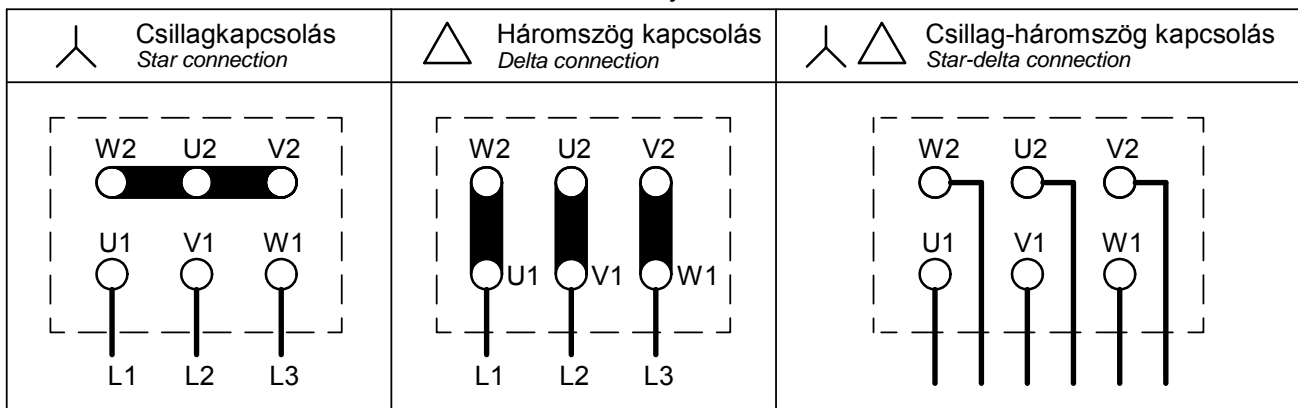 Csillagkapcsolás
Star connection
Háromszög kapcsolás
Delta connection
Csillag-háromszög kapcsolás
Star-delta connection
W2 U2 V2
U1 V1 W1
L1 L2 L3
W2 U2 V2
U1 V1 W1
L1 L2 L3
W2 U2 V2
U1 V1 W1